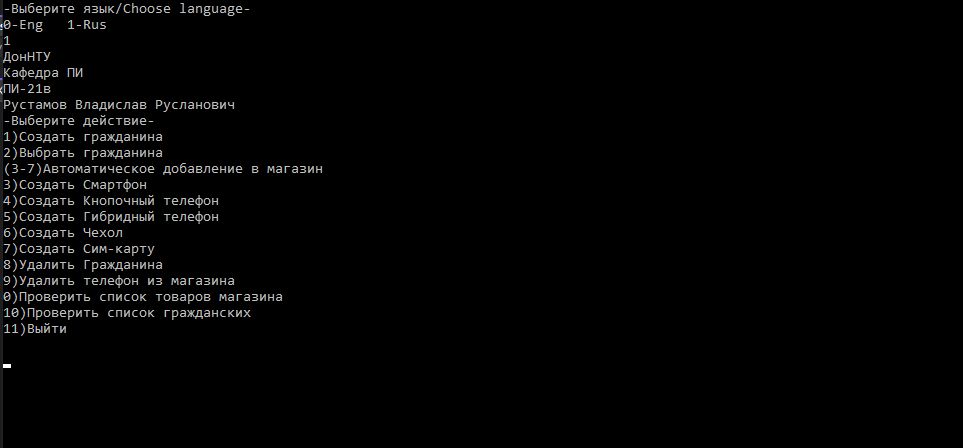 -Выберите язык/Choose language-
0-Eng   1-Rus
1
ДонНТУ
Кафедра ПИ
ПИ-21в
Рустамов Владислав Русланович
-Выберите действие-
1)Создать гражданина
2)Выбрать гражданина
(3-7)Автоматическое добавление в магазин
3)Создать Смартфон
4)Создать Кнопочный телефон
5)Создать Гибридный телефон
6)Создать Чехол
7)Создать Сим-карту
8)Удалить Гражданина
9)Удалить телефон из магазина
0)Проверить список товаров магазина
10)Проверить список гражданских
11)Выйти